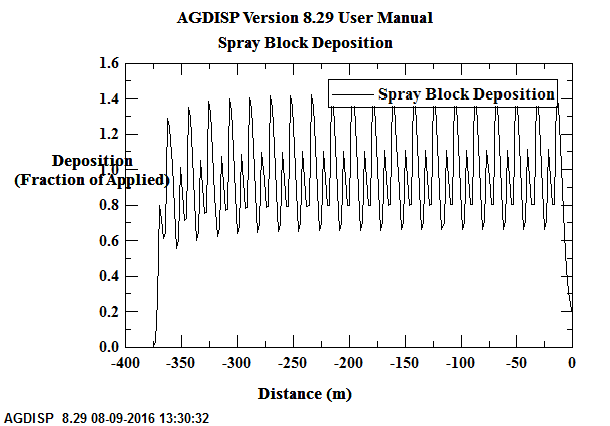 AGDISP Version 8.29 User Manual
Spray Block Deposition
1.6
Spray Block Deposition
1.4
1.2
Deposition
1.0
(Fraction of Applied)
0.8
0.6
0.4
0.2
0.0
-400 -350 -300 -250 -200 -150 -100 -50 0
Distance (m)
AGDISP 8.29 08-09-2016 13:30:32